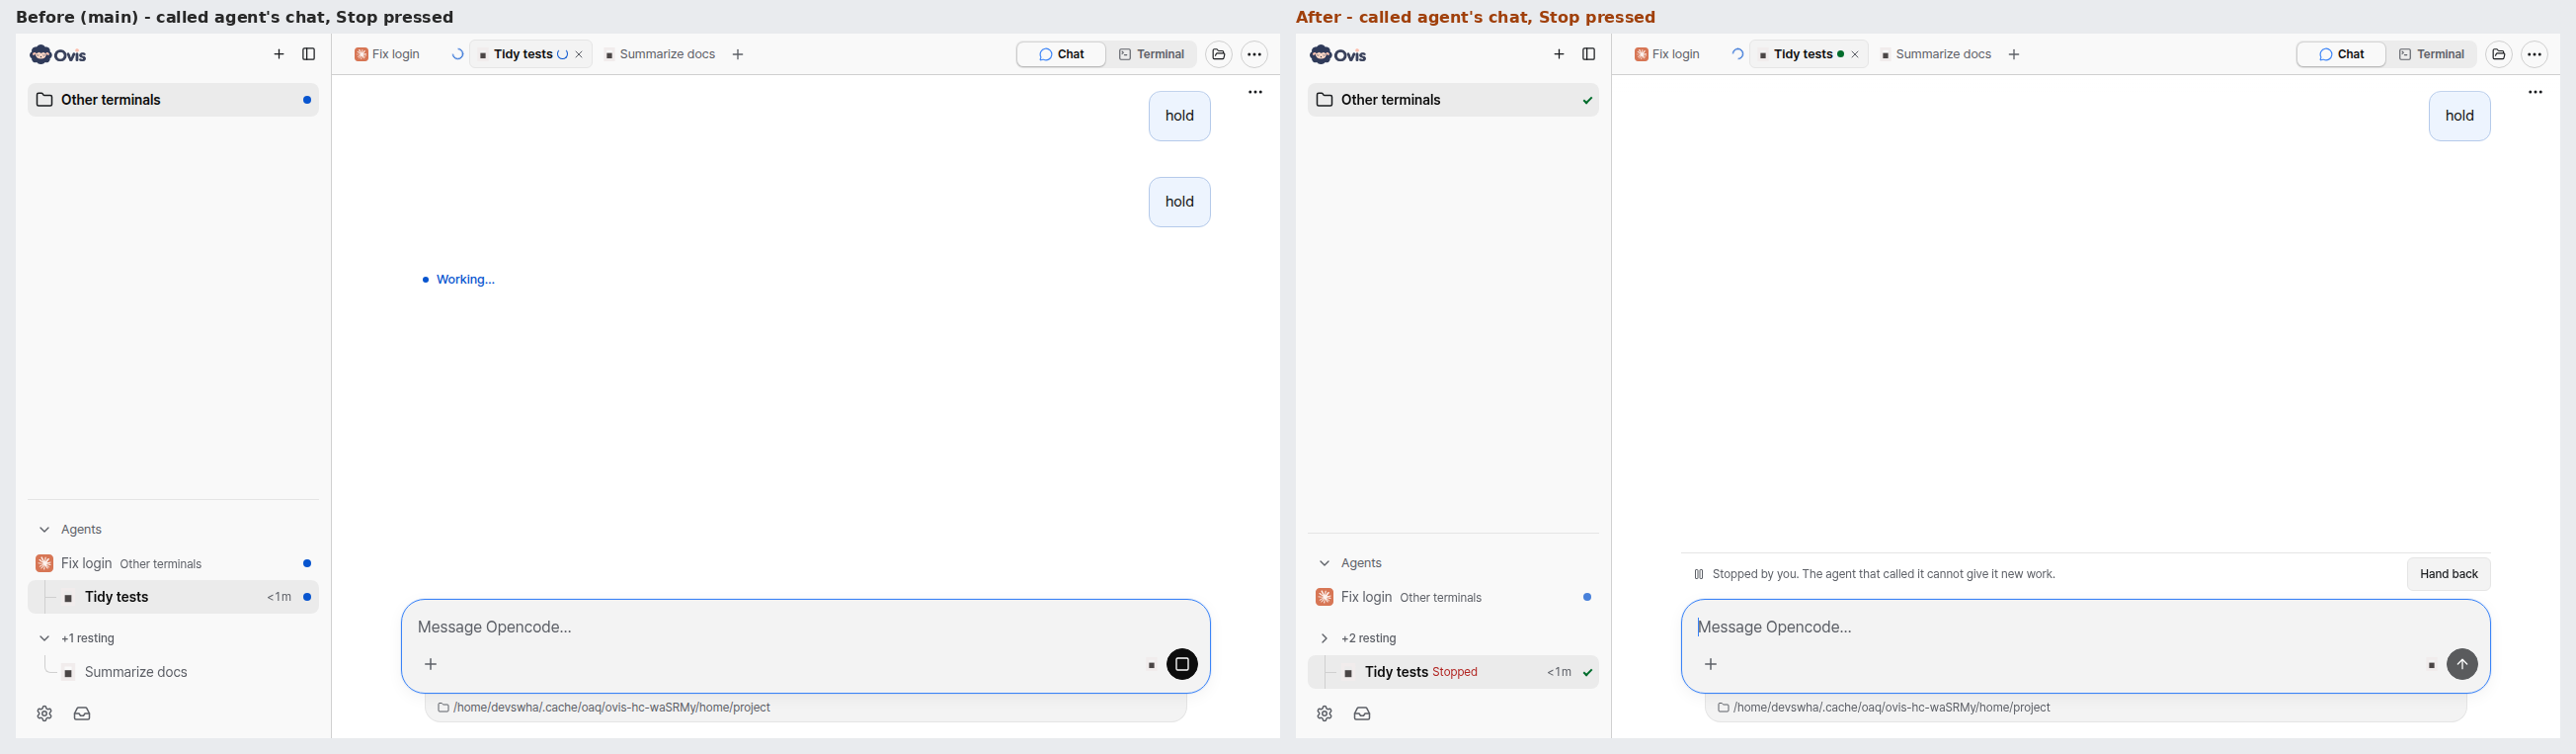 Before (main) - called agent's chat, Stop pressed
Ovis
Fix login
Tidy tests
Summarize docs
Chat
Terminal
Other terminals
hold
hold
Working...
Agents
Fix login Other terminals
Tidy tests <1m
+1 resting
Summarize docs
Message Opencode...
/home/devswha/.cache/oaq/ovis-hc-waSRMy/home/project
After - called agent's chat, Stop pressed
Ovis
Fix login
Tidy tests
Summarize docs
Chat
Terminal
Other terminals
hold
Agents
Fix login Other terminals
+2 resting
Tidy tests Stopped <1m
Stopped by you. The agent that called it cannot give it new work.
Hand back
Message Opencode...
/home/devswha/.cache/oaq/ovis-hc-waSRMy/home/project